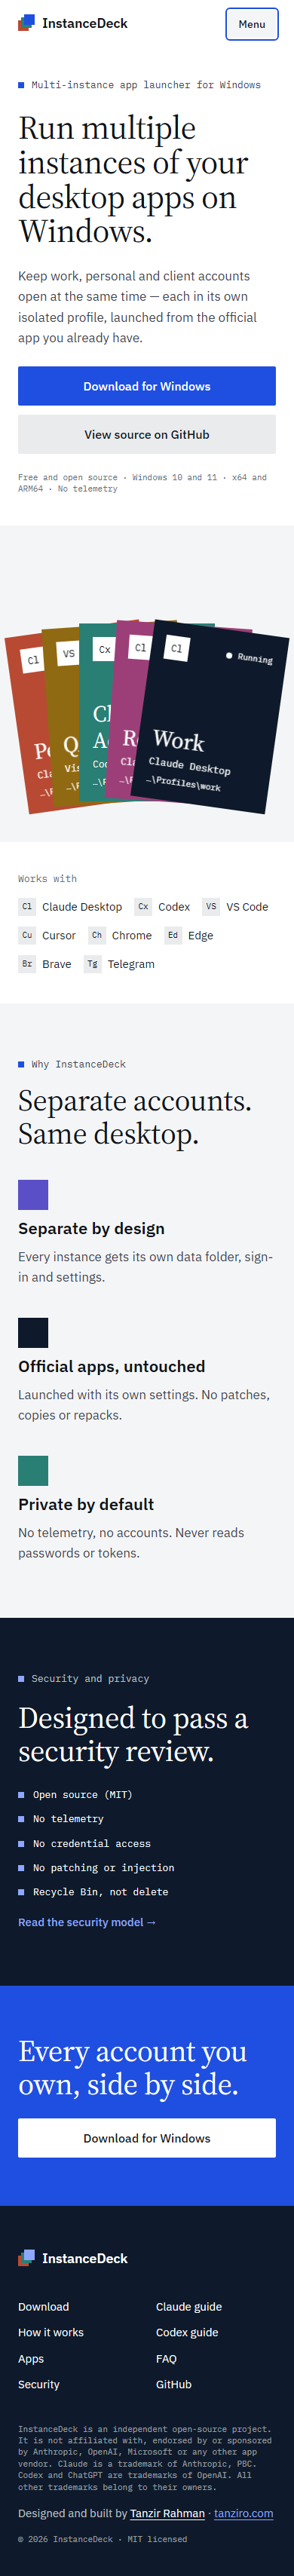 InstanceDeck
Menu
Multi-instance app launcher for Windows
Run multiple
instances of your
desktop apps on
Windows.
Keep work, personal and client accounts
open at the same time — each in its own
isolated profile, launched from the official
app you already have.
Download for Windows
View source on GitHub
Free and open source · Windows 10 and 11 · x64 and
ARM64 · No telemetry
Cl
VS
Cx
Cl
Cl
Running
Work
Claude Desktop
…\Profiles\work
Works with
Cl Claude Desktop Cx Codex VS VS Code
Cu Cursor Ch Chrome Ed Edge
Br Brave Tg Telegram
Why InstanceDeck
Separate accounts.
Same desktop.
Separate by design
Every instance gets its own data folder, sign-
in and settings.
Official apps, untouched
Launched with its own settings. No patches,
copies or repacks.
Private by default
No telemetry, no accounts. Never reads
passwords or tokens.
Security and privacy
Designed to pass a
security review.
Open source (MIT)
No telemetry
No credential access
No patching or injection
Recycle Bin, not delete
Read the security model →
Every account you
own, side by side.
Download for Windows
InstanceDeck
Download
Claude guide
How it works
Codex guide
Apps
FAQ
Security
GitHub
InstanceDeck is an independent open-source project.
It is not affiliated with, endorsed by or sponsored
by Anthropic, OpenAI, Microsoft or any other app
vendor. Claude is a trademark of Anthropic, PBC.
Codex and ChatGPT are trademarks of OpenAI. All
other trademarks belong to their owners.
Designed and built by Tanzir Rahman · tanziro.com
© 2026 InstanceDeck · MIT licensed